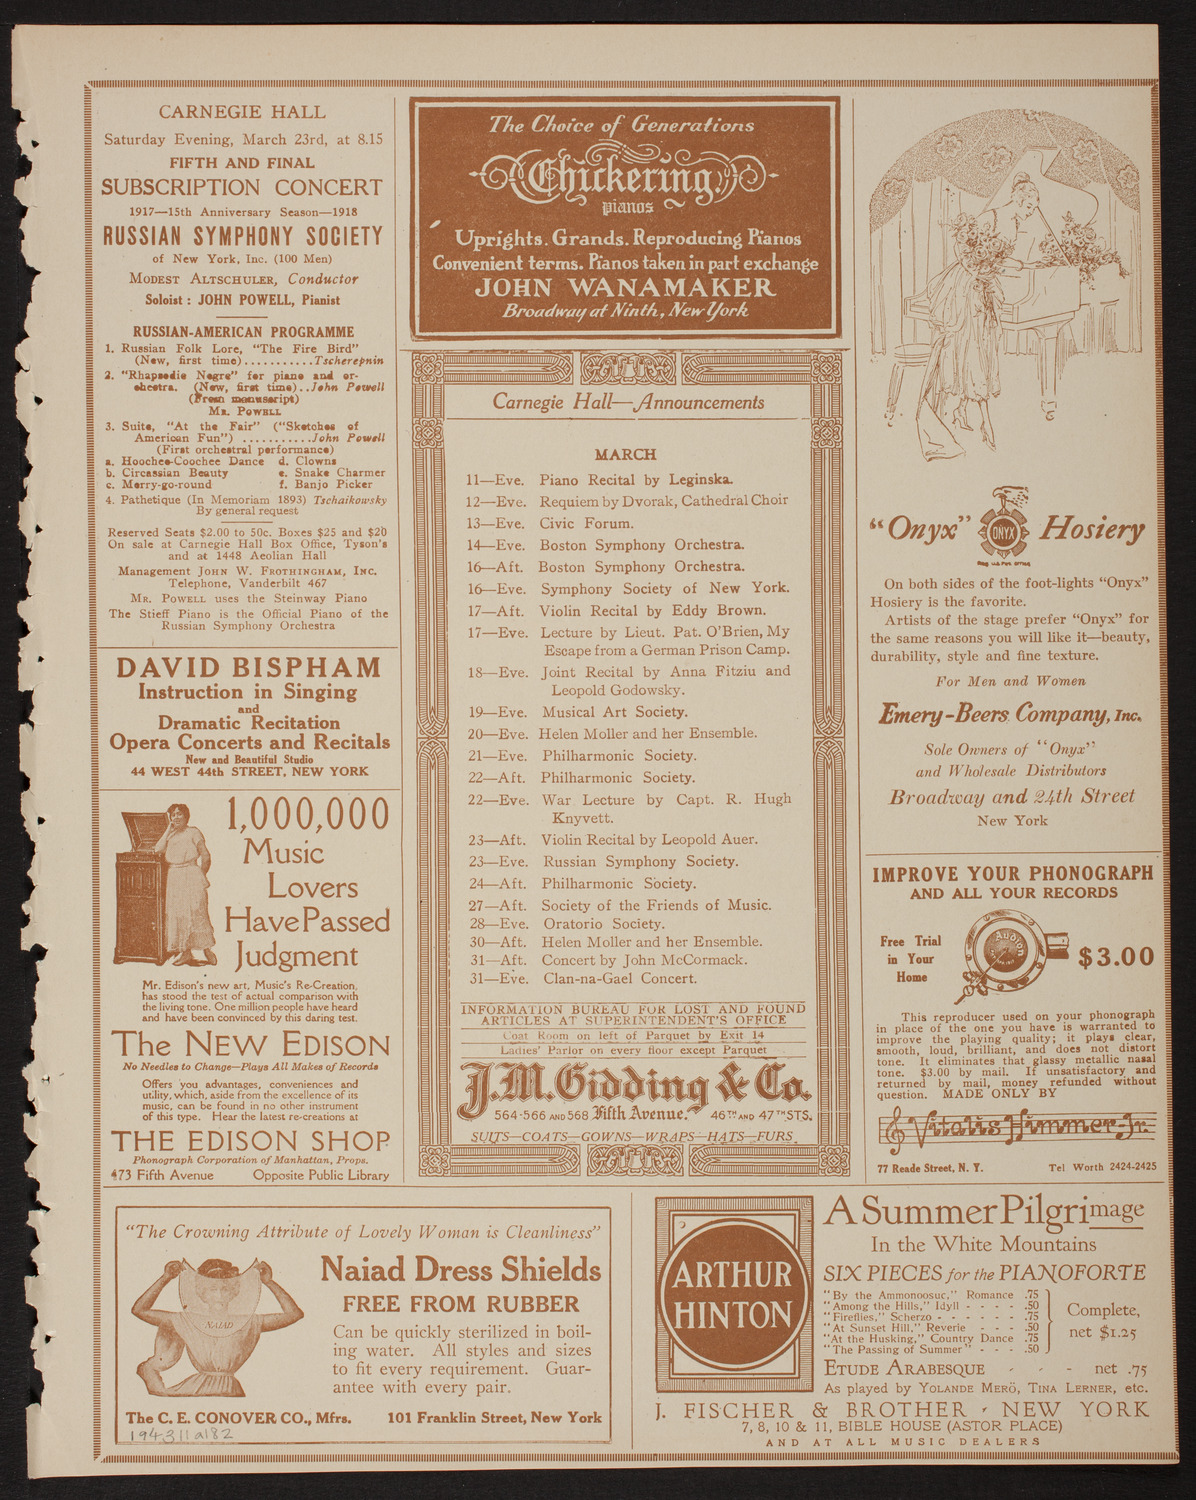 CARNEGIE HALL
Saturday Evening, March 23rd, at 8.15
FIFTH AND FINAL
SUBSCRIPTION CONCERT
1917—15th Anniversary Season—1918
RUSSIAN SYMPHONY SOCIETY
of New York, Inc. (100 Men)
MODEST ALTSCHULER, Conductor
Soloist: JOHN POWELL, Pianist
RUSSIAN-AMERICAN PROGRAMME
1. Russian Folk Lore, "The Fire Bird"
(New, first time)...........Tscherepnin
2. "Rhapsodie Negre" for piano and or-
chestra. (New, first time)..John Powell
(From manuscript)
MR. POWELL
3. Suite, "At the Fair" ("Sketches of
American Fun") ...........John Powell
(First orchestral performance)
a. Hoochee-Coochee Dance d. Clowns
b. Circassian Beauty e. Snake Charmer
c. Merry-go-round f. Banjo Picker
4. Pathetique (In Memoriam 1893) Tschaikowsky
By general request
Reserved Seats $2.00 to 50c. Boxes $25 and $20
On sale at Carnegie Hall Box Office, Tyson's
and at 1448 Aeolian Hall
Management JOHN W. FROTHINGHAM, INC.
Telephone, Vanderbilt 467
MR. POWELL uses the Steinway Piano
The Stieff Piano is the Official Piano of the
Russian Symphony Orchestra
DAVID BISPHAM
Instruction in Singing
and
Dramatic Recitation
Opera Concerts and Recitals
New and Beautiful Studio
44 WEST 44th STREET, NEW YORK
1,000,000
Music
Lovers
Have Passed
Judgment
Mr. Edison's new art, Music's Re-Creation,
has stood the test of actual comparison with
the living tone. One million people have heard
and have been convinced by this daring test.
The NEW EDISON
No Needles to Change—Plays All Makes of Records
Offers you advantages, conveniences and
utility, which, aside from the excellence of its
music, can be found in no other instrument
of this type. Hear the latest re-creations at
THE EDISON SHOP
Phonograph Corporation of Manhattan, Props.
473 Fifth Avenue Opposite Public Library
The Choice of Generations
Chickering
pianos
Uprights. Grands. Reproducing Pianos
Convenient terms. Pianos taken in part exchange
JOHN WANAMAKER
Broadway at Ninth, New York
Carnegie Hall—Announcements
MARCH
11—Eve. Piano Recital by Leginska.
12—Eve. Requiem by Dvorak, Cathedral Choir
13—Eve. Civic Forum.
14—Eve. Boston Symphony Orchestra.
16—Aft. Boston Symphony Orchestra.
16—Eve. Symphony Society of New York.
17—Aft. Violin Recital by Eddy Brown.
17—Eve. Lecture by Lieut. Pat. O'Brien, My
Escape from a German Prison Camp.
18—Eve. Joint Recital by Anna Fitziu and
Leopold Godowsky.
19—Eve. Musical Art Society.
20—Eve. Helen Moller and her Ensemble.
21—Eve. Philharmonic Society.
22—Aft. Philharmonic Society.
22—Eve. War Lecture by Capt. R. Hugh
Knyvett.
23—Aft. Violin Recital by Leopold Auer.
23—Eve. Russian Symphony Society.
24—Aft. Philharmonic Society.
27—Aft. Society of the Friends of Music.
28—Eve. Oratorio Society.
30—Aft. Helen Moller and her Ensemble.
31—Aft. Concert by John McCormack.
31—Eve. Clan-na-Gael Concert.
INFORMATION BUREAU FOR LOST AND FOUND
ARTICLES AT SUPERINTENDENT'S OFFICE
Coat Room on left of Parquet by Exit 14
Ladies' Parlor on every floor except Parquet
J.M. Gidding & Co.
564-566 AND 568 Fifth Avenue. 46TH AND 47TH STS.
SUITS—COATS—GOWNS—WRAPS—HATS—FURS
"Onyx" ONYX Hosiery
REG. U.S. PAT. OFFICE
On both sides of the foot-lights "Onyx"
Hosiery is the favorite.
Artists of the stage prefer "Onyx" for
the same reasons you will like it—beauty,
durability, style and fine texture.
For Men and Women
Emery-Beers Company, Inc.
Sole Owners of "Onyx"
and Wholesale Distributors
Broadway and 24th Street
New York
IMPROVE YOUR PHONOGRAPH
AND ALL YOUR RECORDS
Free Trial
in Your
Home
Audion
$3.00
This reproducer used on your phonograph
in place of the one you have is warranted to
improve the playing quality; it plays clear,
smooth, loud, brilliant, and does not distort
tone. It eliminates that glassy metallic nasal
tone. $3.00 by mail. If unsatisfactory and
returned by mail, money refunded without
question. MADE ONLY BY
Vitalis Himmer-Jr.
77 Reade Street, N. Y. Tel Worth 2424-2425
"The Crowning Attribute of Lovely Woman is Cleanliness"
NAIAD
Naiad Dress Shields
FREE FROM RUBBER
Can be quickly sterilized in boil-
ing water. All styles and sizes
to fit every requirement. Guar-
antee with every pair.
The C. E. CONOVER CO., Mfrs. 101 Franklin Street, New York
194311a182
ARTHUR
HINTON
A Summer Pilgrimage
In the White Mountains
SIX PIECES for the PIANOFORTE
"By the Ammonoosuc," Romance .75
"Among the Hills," Idyll - - - - .50
"Fireflies," Scherzo - - - - - - .75
"At Sunset Hill," Reverie - - - .50
"At the Husking," Country Dance .75
"The Passing of Summer" - - - .50
Complete,
net $1.25
ETUDE ARABESQUE - - - net .75
As played by YOLANDE MERÖ, TINA LERNER, etc.
J. FISCHER & BROTHER - NEW YORK
7, 8, 10 & 11, BIBLE HOUSE (ASTOR PLACE)
AND AT ALL MUSIC DEALERS